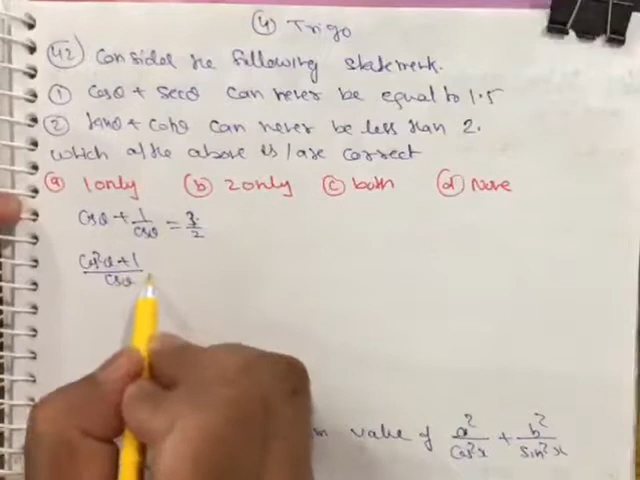 ④ Trigo
㊷ Consider the following statement.
① cosθ + secθ can never be equal to 1.5
② tanθ + cotθ can never be less than 2.
which of the above is / are correct
ⓐ 1 only ⓑ 2 only ⓒ both ⓓ None
cosθ + 1/cosθ = 3/2
cos²θ + 1 / cosθ
value of a²/cos²x + b²/sin²x